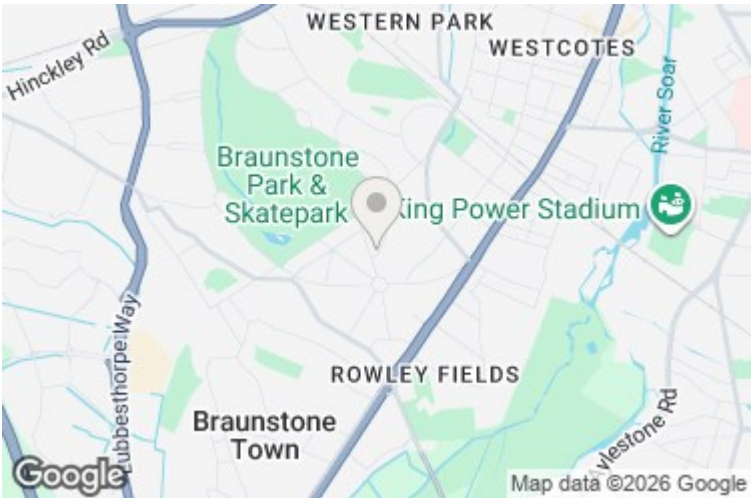 WESTERN PARK
WESTCOTES
Hinckley Rd
River Soar
Braunstone
Park &
Skatepark
King Power Stadium
Lubbesthorpe Way
ROWLEY FIELDS
Braunstone
Town
Aylestone Rd
Google
Map data ©2026 Google